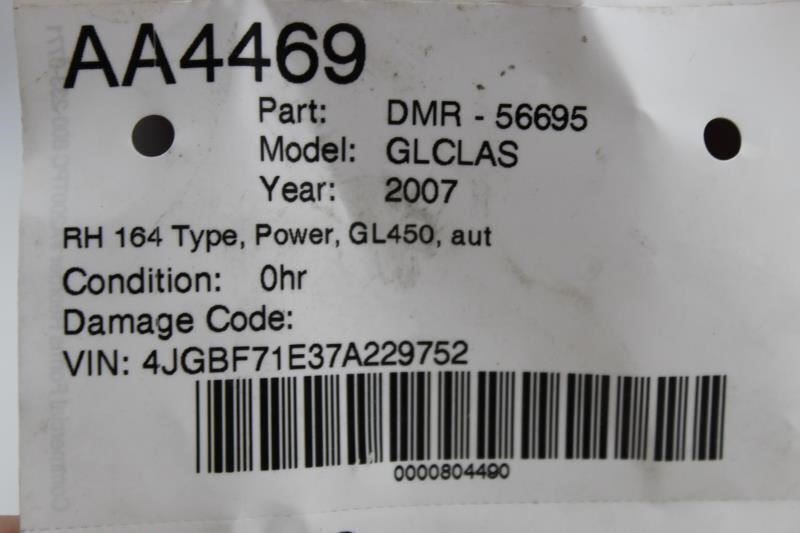 AA4469
Part: DMR - 56695
Model: GLCLAS
Year: 2007
RH 164 Type, Power, GL450, aut
Condition: 0hr
Damage Code:
VIN: 4JGBF71E37A229752
0000804490